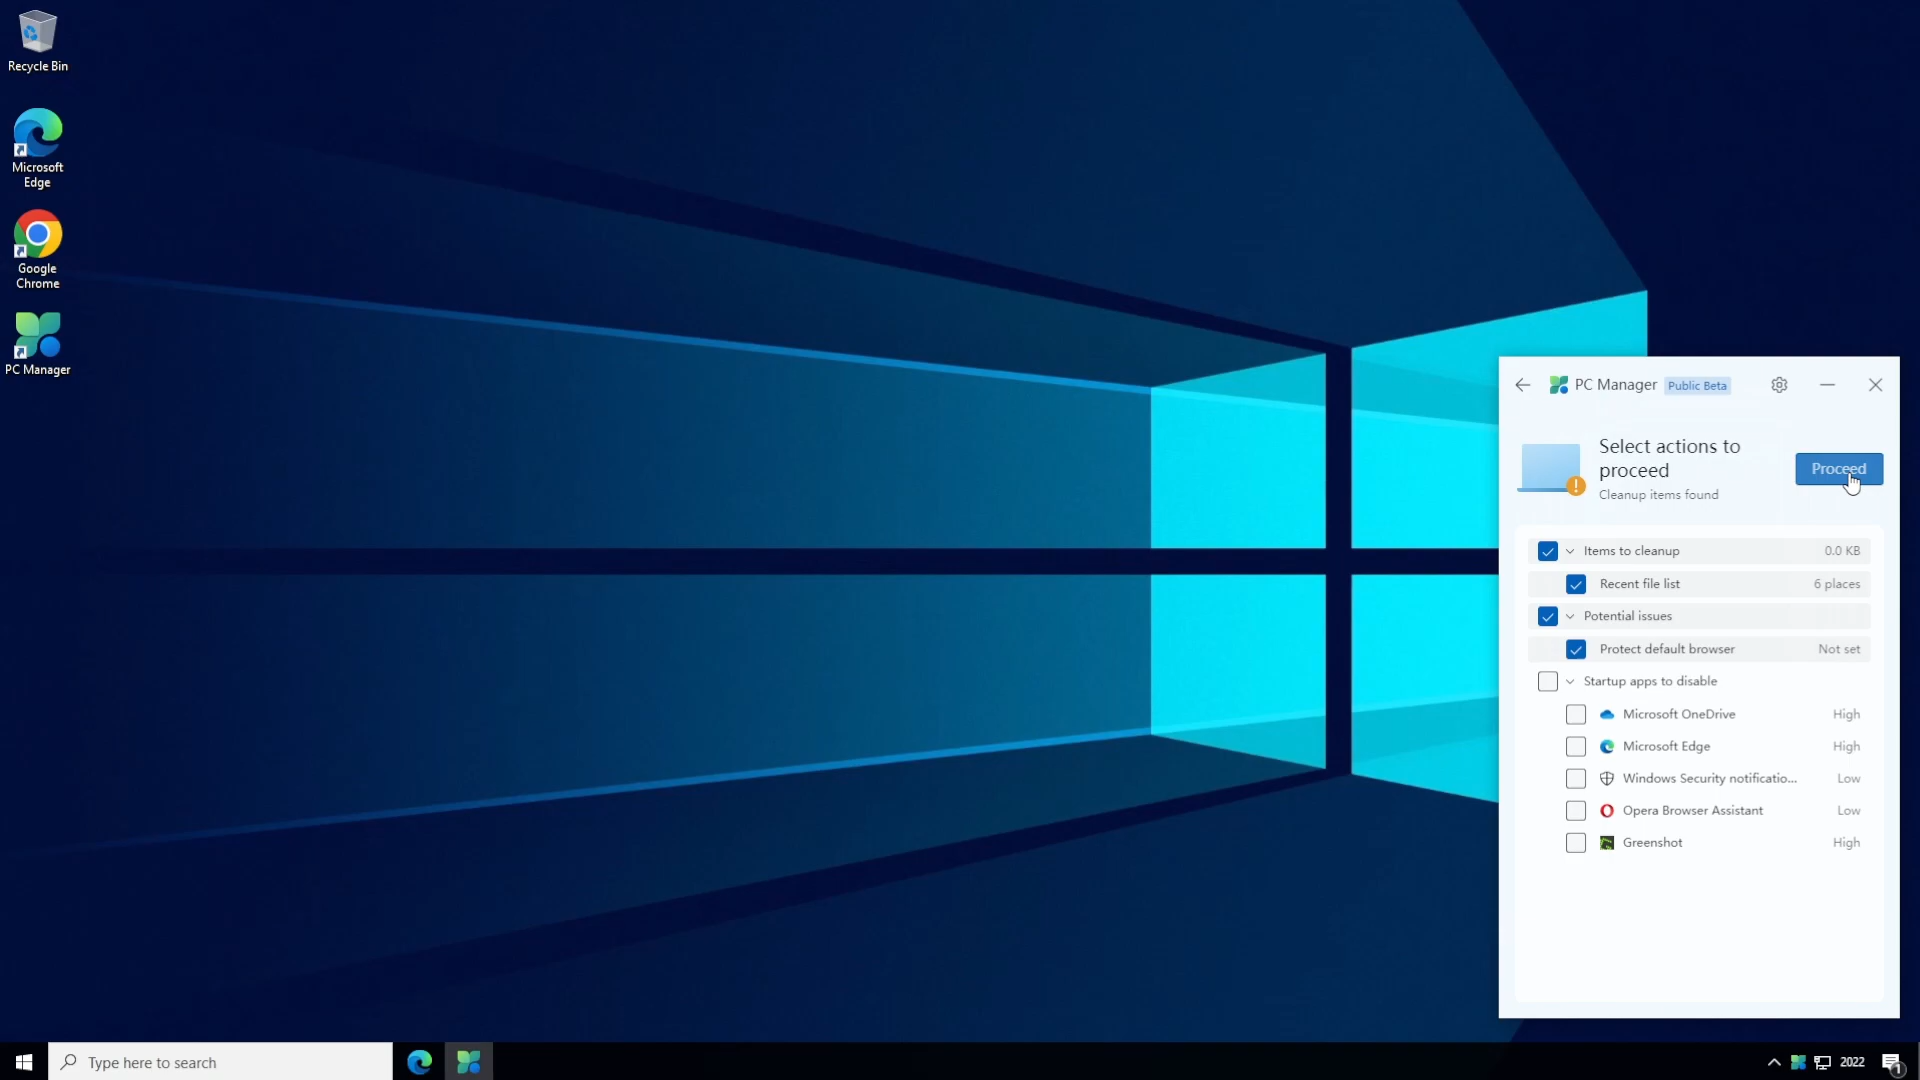 Recycle Bin
Microsoft
Edge
Google
Chrome
PC Manager
PC Manager Public Beta
Select actions to
proceed
Cleanup items found
Proceed
Items to cleanup 0.0 KB
Recent file list 6 places
Potential issues
Protect default browser Not set
Startup apps to disable
Microsoft OneDrive High
Microsoft Edge High
Windows Security notificatio... Low
Opera Browser Assistant Low
Greenshot High
Type here to search
2022
1